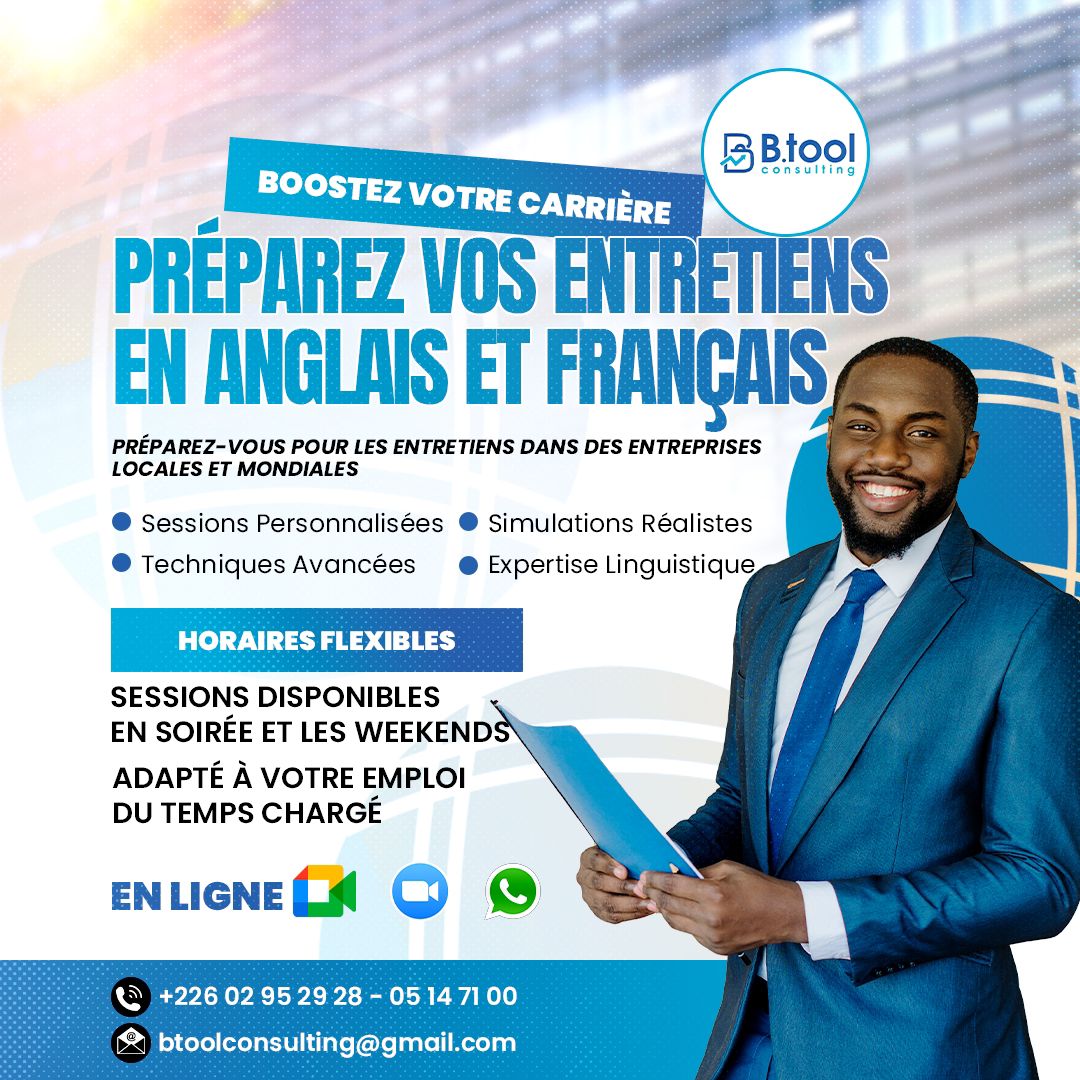 B.tool
consulting
BOOSTEZ VOTRE CARRIÈRE
PRÉPAREZ VOS ENTRETIENS
EN ANGLAIS ET FRANÇAIS
PRÉPAREZ-VOUS POUR LES ENTRETIENS DANS DES ENTREPRISES
LOCALES ET MONDIALES
Sessions Personnalisées
Simulations Réalistes
Techniques Avancées
Expertise Linguistique
HORAIRES FLEXIBLES
SESSIONS DISPONIBLES
EN SOIRÉE ET LES WEEKENDS
ADAPTÉ À VOTRE EMPLOI
DU TEMPS CHARGÉ
EN LIGNE
+226 02 95 29 28 - 05 14 71 00
btoolconsulting@gmail.com